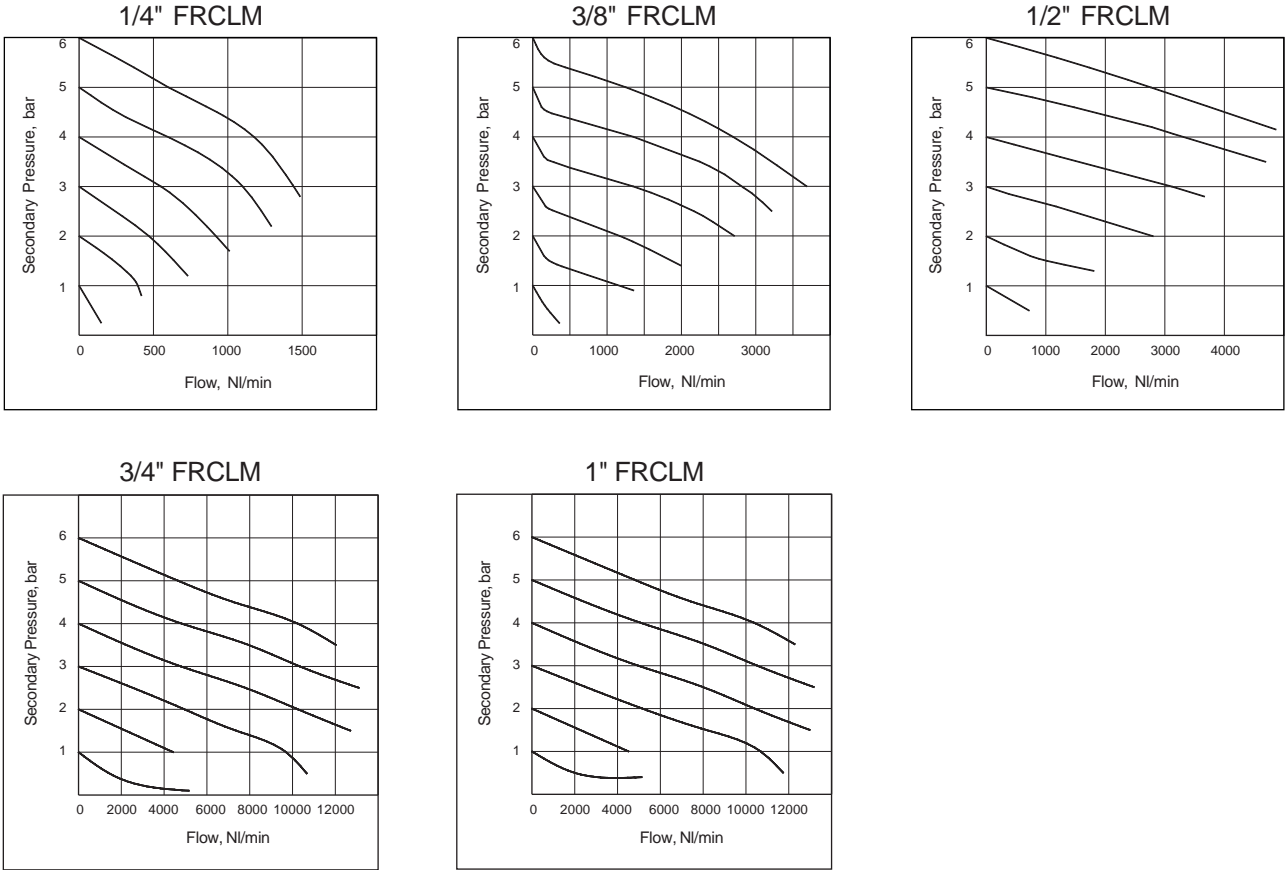 1/4" FRCLM
6
5
4
3
2
1
Secondary Pressure, bar
0 500 1000 1500
Flow, Nl/min
3/8" FRCLM
6
5
4
3
2
1
Secondary Pressure, bar
0 1000 2000 3000
Flow, Nl/min
1/2" FRCLM
6
5
4
3
2
1
Secondary Pressure, bar
0 1000 2000 3000 4000
Flow, Nl/min
3/4" FRCLM
6
5
4
3
2
1
Secondary Pressure, bar
0 2000 4000 6000 8000 10000 12000
Flow, Nl/min
1" FRCLM
6
5
4
3
2
1
Secondary Pressure, bar
0 2000 4000 6000 8000 10000 12000
Flow, Nl/min